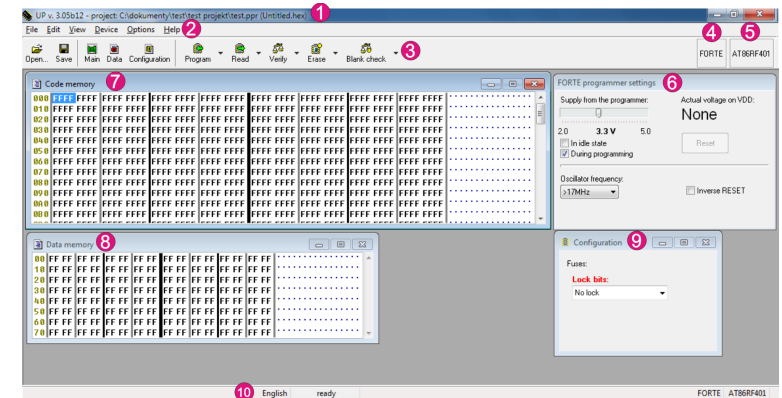 UP v. 3.05b12 - project: C:\dokumenty\test\test projekt\test.ppr (Untitled.hex) 1
File Edit View Device Options Help 2
4 5
Open... Save Main Data Configuration Program Read Verify Erase Blank check 3 FORTE AT86RF401
Code memory 7
000 FFFF FFFF FFFF FFFF FFFF FFFF FFFF FFFF FFFF FFFF FFFF FFFF FFFF FFFF FFFF FFFF
010 FFFF FFFF FFFF FFFF FFFF FFFF FFFF FFFF FFFF FFFF FFFF FFFF FFFF FFFF FFFF FFFF
020 FFFF FFFF FFFF FFFF FFFF FFFF FFFF FFFF FFFF FFFF FFFF FFFF FFFF FFFF FFFF FFFF
030 FFFF FFFF FFFF FFFF FFFF FFFF FFFF FFFF FFFF FFFF FFFF FFFF FFFF FFFF FFFF FFFF
040 FFFF FFFF FFFF FFFF FFFF FFFF FFFF FFFF FFFF FFFF FFFF FFFF FFFF FFFF FFFF FFFF
050 FFFF FFFF FFFF FFFF FFFF FFFF FFFF FFFF FFFF FFFF FFFF FFFF FFFF FFFF FFFF FFFF
060 FFFF FFFF FFFF FFFF FFFF FFFF FFFF FFFF FFFF FFFF FFFF FFFF FFFF FFFF FFFF FFFF
070 FFFF FFFF FFFF FFFF FFFF FFFF FFFF FFFF FFFF FFFF FFFF FFFF FFFF FFFF FFFF FFFF
080 FFFF FFFF FFFF FFFF FFFF FFFF FFFF FFFF FFFF FFFF FFFF FFFF FFFF FFFF FFFF FFFF
090 FFFF FFFF FFFF FFFF FFFF FFFF FFFF FFFF FFFF FFFF FFFF FFFF FFFF FFFF FFFF FFFF
0A0 FFFF FFFF FFFF FFFF FFFF FFFF FFFF FFFF FFFF FFFF FFFF FFFF FFFF FFFF FFFF FFFF
0B0 FFFF FFFF FFFF FFFF FFFF FFFF FFFF FFFF FFFF FFFF FFFF FFFF FFFF FFFF FFFF FFFF
FORTE programmer settings 6
Supply from the programmer: Actual voltage on VDD:
None
2.0 3.3 V 5.0
In idle state Reset
During programming
Oscillator frequency:
>17MHz Inverse RESET
Data memory 8
00 FF FF FF FF FF FF FF FF FF FF FF FF FF FF FF FF
10 FF FF FF FF FF FF FF FF FF FF FF FF FF FF FF FF
20 FF FF FF FF FF FF FF FF FF FF FF FF FF FF FF FF
30 FF FF FF FF FF FF FF FF FF FF FF FF FF FF FF FF
40 FF FF FF FF FF FF FF FF FF FF FF FF FF FF FF FF
50 FF FF FF FF FF FF FF FF FF FF FF FF FF FF FF FF
60 FF FF FF FF FF FF FF FF FF FF FF FF FF FF FF FF
70 FF FF FF FF FF FF FF FF FF FF FF FF FF FF FF FF
Configuration 9
Fuses:
Lock bits:
No lock
10 English ready FORTE AT86RF401